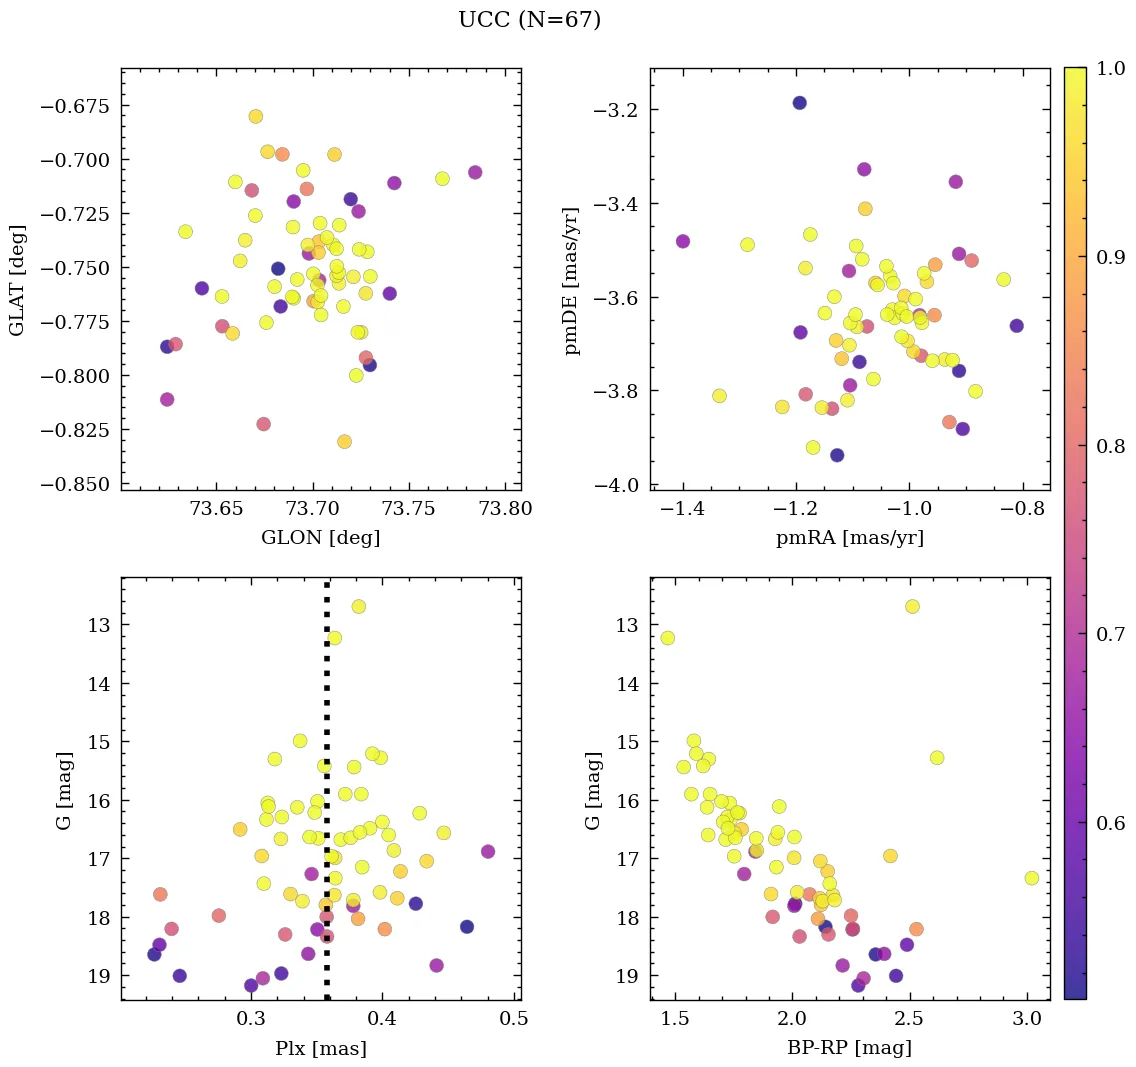 UCC (N=67)
−0.675
−0.700
−0.725
−0.750
−0.775
−0.800
−0.825
−0.850
GLAT [deg]
73.65 73.70 73.75 73.80
GLON [deg]
−3.2
−3.4
−3.6
−3.8
−4.0
pmDE [mas/yr]
−1.4 −1.2 −1.0 −0.8
pmRA [mas/yr]
13
14
15
16
17
18
19
G [mag]
0.3 0.4 0.5
Plx [mas]
13
14
15
16
17
18
19
G [mag]
1.5 2.0 2.5 3.0
BP-RP [mag]
1.0
0.9
0.8
0.7
0.6